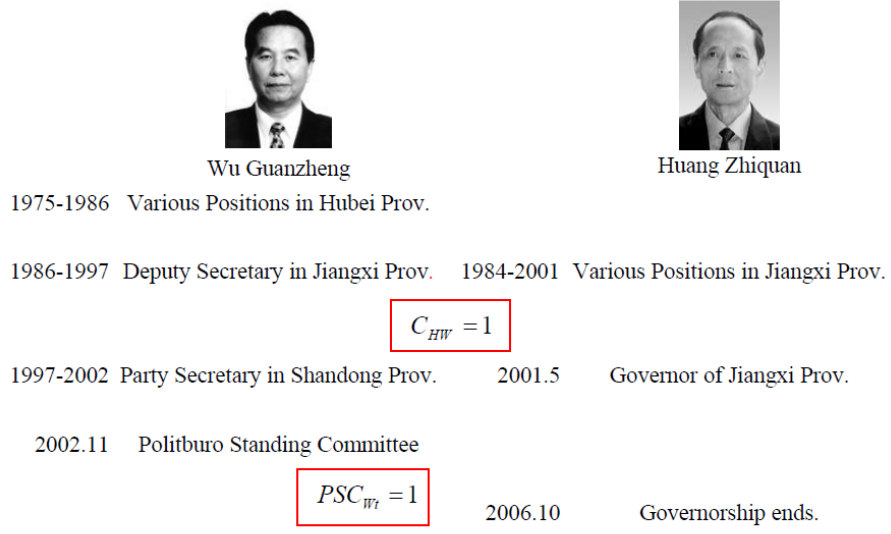 Wu Guanzheng
Huang Zhiquan
1975-1986 Various Positions in Hubei Prov.
1986-1997 Deputy Secretary in Jiangxi Prov. 1984-2001 Various Positions in Jiangxi Prov.
C_HW = 1
1997-2002 Party Secretary in Shandong Prov. 2001.5 Governor of Jiangxi Prov.
2002.11 Politburo Standing Committee
PSC_Wt = 1
2006.10 Governorship ends.